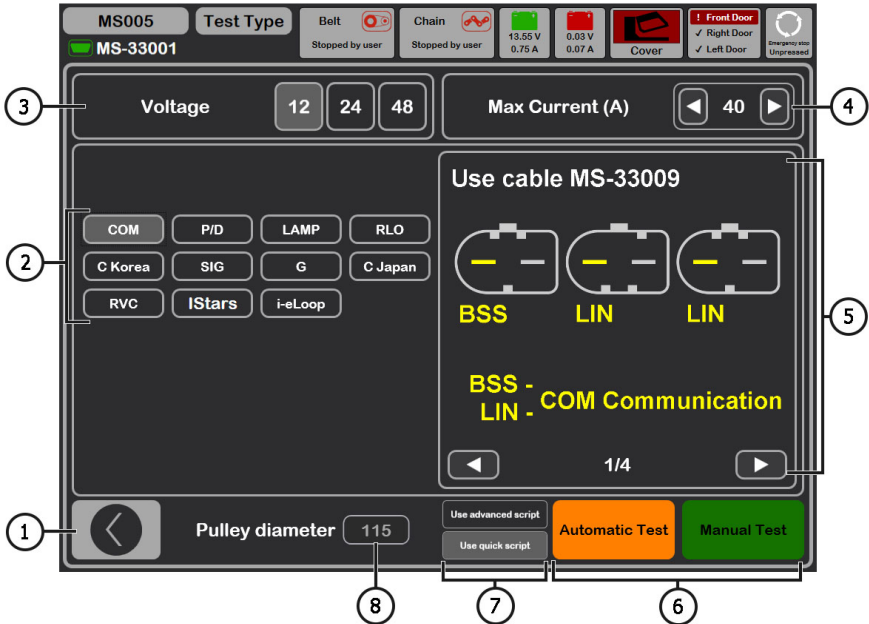 MS005
Test Type
Belt
Stopped by user
Chain
Stopped by user
13.55 V
0.75 A
0.03 V
0.07 A
Cover
! Front Door
✓ Right Door
✓ Left Door
Emergency stop
Unpressed
MS-33001
3
Voltage
12
24
48
Max Current (A)
40
4
2
COM
P/D
LAMP
RLO
C Korea
SIG
G
C Japan
RVC
IStars
i-eLoop
Use cable MS-33009
BSS
LIN
LIN
BSS -
LIN -
COM Communication
1/4
5
1
Pulley diameter
115
Use advanced script
Use quick script
Automatic Test
Manual Test
8
7
6